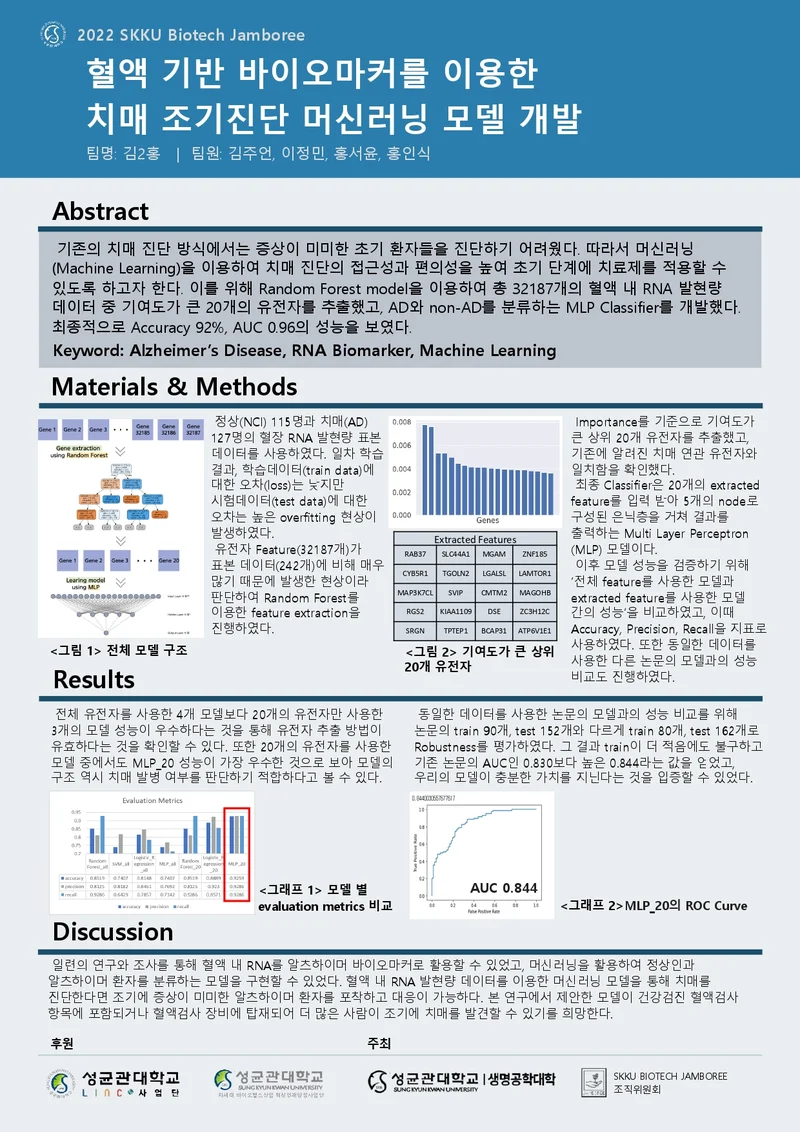 2022 SKKU Biotech Jamboree
혈액 기반 바이오마커를 이용한
치매 조기진단 머신러닝 모델 개발
팀명: 김2홍 | 팀원: 김주언, 이정민, 홍서윤, 홍인식
Abstract
기존의 치매 진단 방식에서는 증상이 미미한 초기 환자들을 진단하기 어려웠다. 따라서 머신러닝
(Machine Learning)을 이용하여 치매 진단의 접근성과 편의성을 높여 초기 단계에 치료제를 적용할 수
있도록 하고자 한다. 이를 위해 Random Forest model을 이용하여 총 32187개의 혈액 내 RNA 발현량
데이터 중 기여도가 큰 20개의 유전자를 추출했고, AD와 non-AD를 분류하는 MLP Classifier를 개발했다.
최종적으로 Accuracy 92%, AUC 0.96의 성능을 보였다.
Keyword: Alzheimer's Disease, RNA Biomarker, Machine Learning
Materials & Methods
Gene 1 Gene 2 Gene 3 • • • Gene 32185 Gene 32186 Gene 32187
Gene extraction
using Random Forest
Gene 1 Gene 2 Gene 3 • • • Gene 20
Learing model
using MLP
<그림 1> 전체 모델 구조
정상(NCI) 115명과 치매(AD)
127명의 혈장 RNA 발현량 표본
데이터를 사용하였다. 일차 학습
결과, 학습데이터(train data)에
대한 오차(loss)는 낮지만
시험데이터(test data)에 대한
오차는 높은 overfitting 현상이
발생하였다.
유전자 Feature(32187개)가
표본 데이터(242개)에 비해 매우
많기 때문에 발생한 현상이라
판단하여 Random Forest를
이용한 feature extraction을
진행하였다.
0.008
0.006
0.004
0.002
0.000
Genes
Extracted Features
RAB37 SLC44A1 MGAM ZNF185
CYB5R1 TGOLN2 LGALSL LAMTOR1
MAP3K7CL SVIP CMTM2 MAGOHB
RGS2 KIAA1109 DSE ZC3H12C
SRGN TPTEP1 BCAP31 ATP6V1E1
<그림 2> 기여도가 큰 상위
20개 유전자
Importance를 기준으로 기여도가
큰 상위 20개 유전자를 추출했고,
기존에 알려진 치매 연관 유전자와
일치함을 확인했다.
최종 Classifier은 20개의 extracted
feature를 입력 받아 5개의 node로
구성된 은닉층을 거쳐 결과를
출력하는 Multi Layer Perceptron
(MLP) 모델이다.
이후 모델 성능을 검증하기 위해
'전체 feature를 사용한 모델과
extracted feature를 사용한 모델
간의 성능'을 비교하였고, 이때
Accuracy, Precision, Recall을 지표로
사용하였다. 또한 동일한 데이터를
사용한 다른 논문의 모델과의 성능
비교도 진행하였다.
Results
전체 유전자를 사용한 4개 모델보다 20개의 유전자만 사용한
3개의 모델 성능이 우수하다는 것을 통해 유전자 추출 방법이
유효하다는 것을 확인할 수 있다. 또한 20개의 유전자를 사용한
모델 중에서도 MLP_20 성능이 가장 우수한 것으로 보아 모델의
구조 역시 치매 발병 여부를 판단하기 적합하다고 볼 수 있다.
동일한 데이터를 사용한 논문의 모델과의 성능 비교를 위해
논문의 train 90개, test 152개와 다르게 train 80개, test 162개로
Robustness를 평가하였다. 그 결과 train이 더 적음에도 불구하고
기존 논문의 AUC인 0.830보다 높은 0.844라는 값을 얻었고,
우리의 모델이 충분한 가치를 지닌다는 것을 입증할 수 있었다.
Evaluation Metrics
0.95
0.9
0.85
0.8
0.75
0.7
Random Forest_all SVM_all Logistic_Regression_all MLP_all Random Forest_20 Logistic_Regression_20 MLP_20
accuracy 0.8519 0.7407 0.8148 0.7407 0.8519 0.8889 0.9259
precision 0.8125 0.8182 0.8461 0.7692 0.8125 0.923 0.9286
recall 0.9286 0.6429 0.7857 0.7142 0.9286 0.8571 0.9286
accuracy precision recall
<그래프 1> 모델 별
evaluation metrics 비교
1.0
0.8
0.6
0.4
0.2
0.0
True Positive Rate
AUC 0.844
0.0 0.2 0.4 0.6 0.8 1.0
False Positive Rate
<그래프 2>MLP_20의 ROC Curve
Discussion
일련의 연구와 조사를 통해 혈액 내 RNA를 알츠하이머 바이오마커로 활용할 수 있었고, 머신러닝을 활용하여 정상인과
알츠하이머 환자를 분류하는 모델을 구현할 수 있었다. 혈액 내 RNA 발현량 데이터를 이용한 머신러닝 모델을 통해 치매를
진단한다면 조기에 증상이 미미한 알츠하이머 환자를 포착하고 대응이 가능하다. 본 연구에서 제안한 모델이 건강검진 혈액검사
항목에 포함되거나 혈액검사 장비에 탑재되어 더 많은 사람이 조기에 치매를 발견할 수 있기를 희망한다.
후원
주최
성균관대학교
LINC 사업단
성균관대학교
SUNG KYUN KWAN UNIVERSITY
성균관대학교 | 생명공학대학
SUNG KYUN KWAN UNIVERSITY
SKKU BIOTECH JAMBOREE
조직위원회